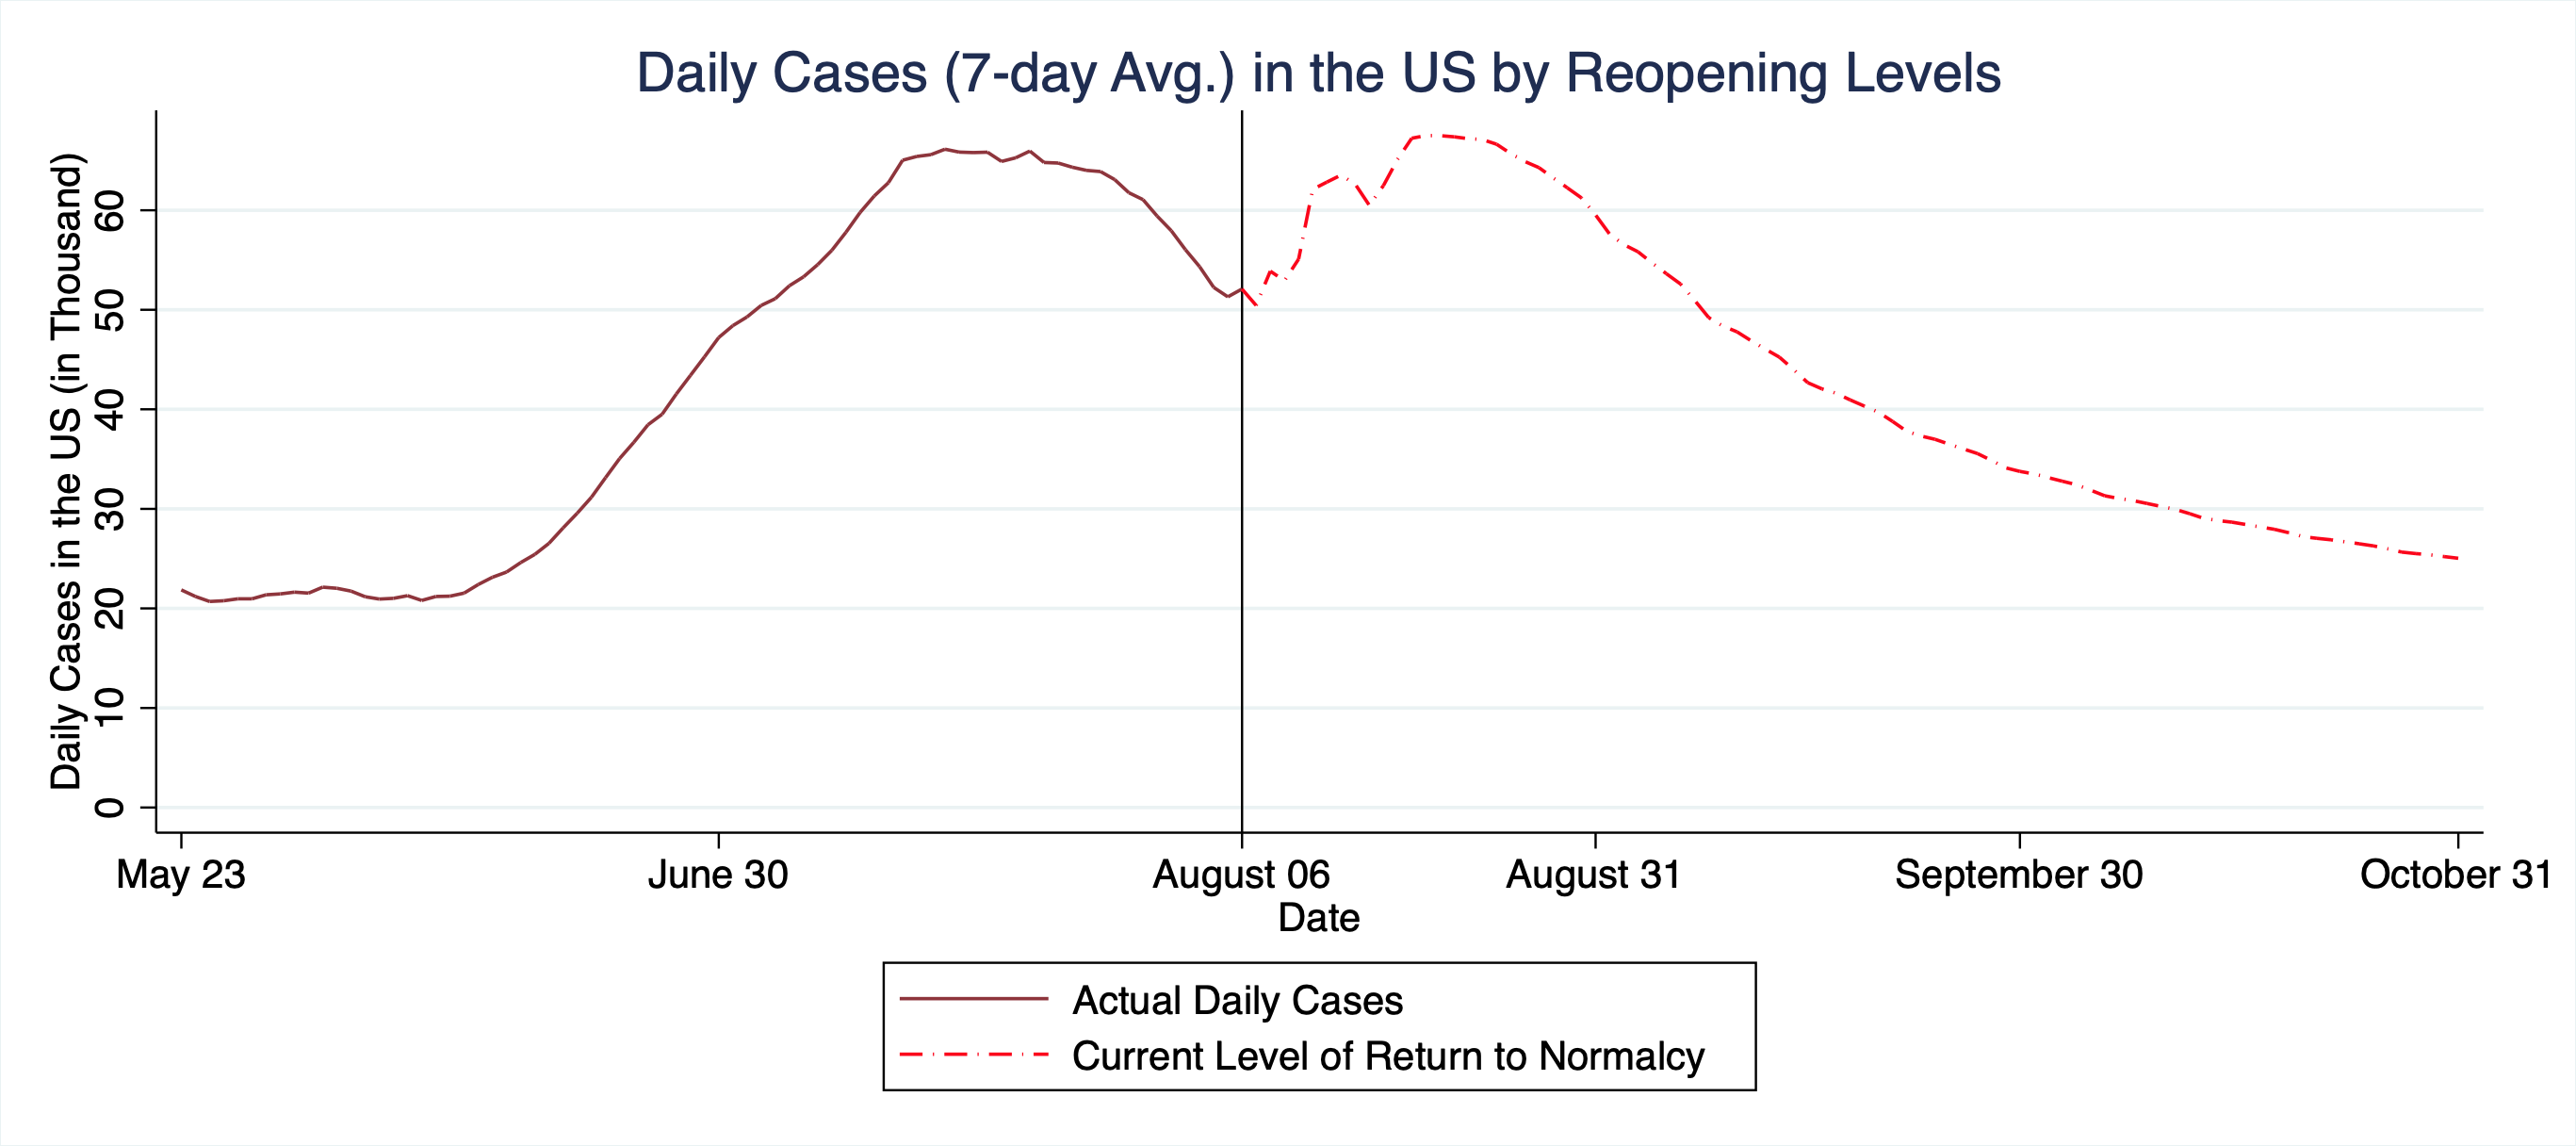 Daily Cases (7-day Avg.) in the US by Reopening Levels
Daily Cases in the US (in Thousand)
60
50
40
30
20
10
0
May 23
June 30
August 06
August 31
September 30
October 31
Date
Actual Daily Cases
Current Level of Return to Normalcy